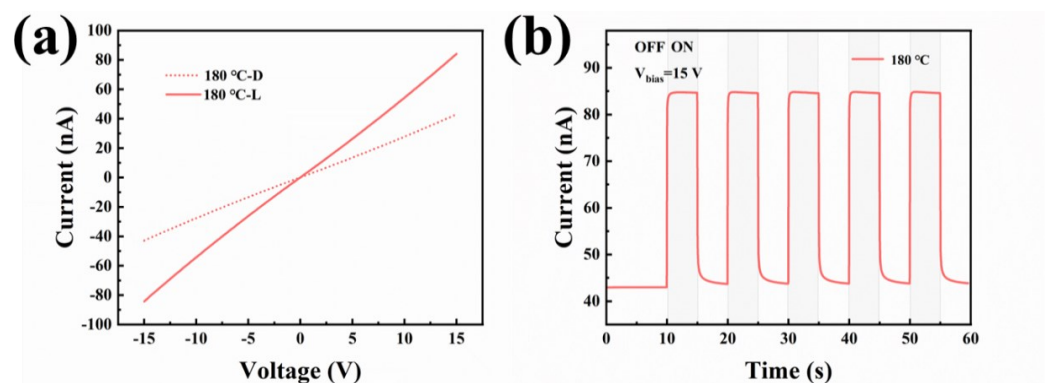 (a)
100
80
60
40
20
0
-20
-40
-60
-80
-100
Current (nA)
180 ℃-D
180 ℃-L
-15 -10 -5 0 5 10 15
Voltage (V)
(b)
90
80
70
60
50
40
Current (nA)
OFF ON
Vbias=15 V
180 ℃
0 10 20 30 40 50 60
Time (s)